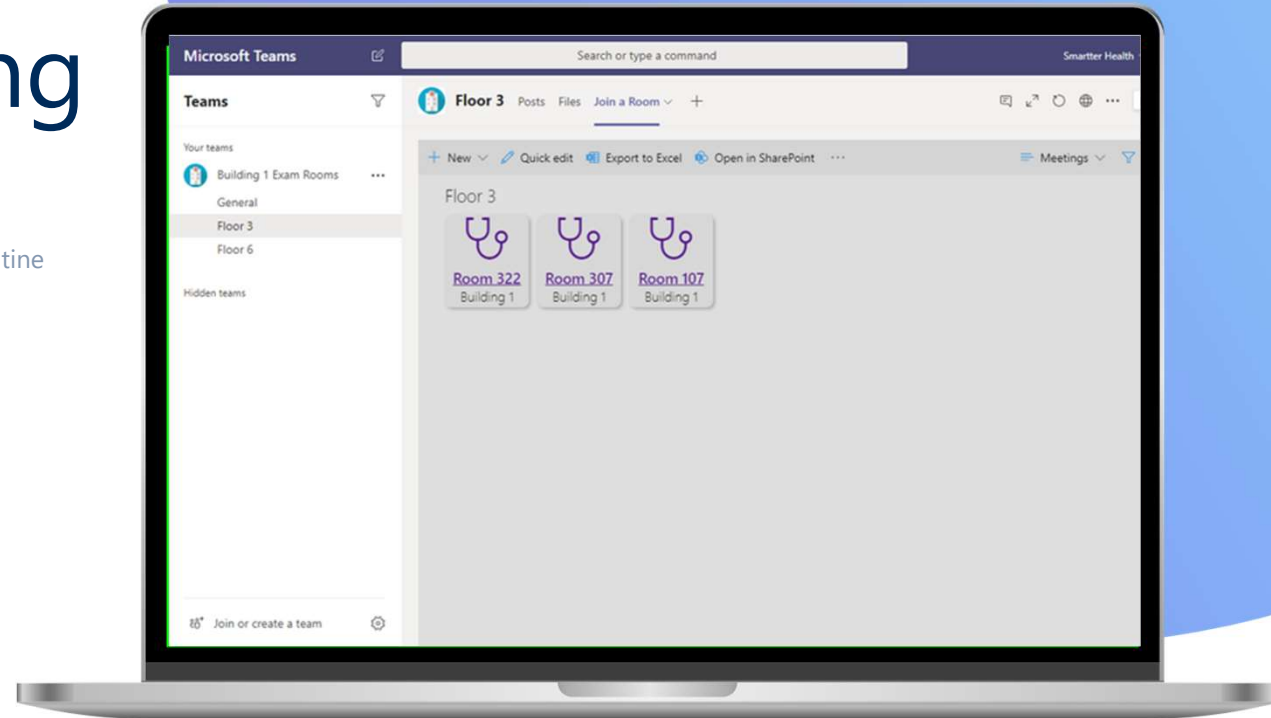 ng
tine
Microsoft Teams
Search or type a command
Smartter Health
Teams
Floor 3 Posts Files Join a Room
Your teams
Building 1 Exam Rooms
General
Floor 3
Floor 6
Hidden teams
New Quick edit Export to Excel Open in SharePoint
Meetings
Floor 3
Room 322 Room 307 Room 107
Building 1 Building 1 Building 1
Join or create a team